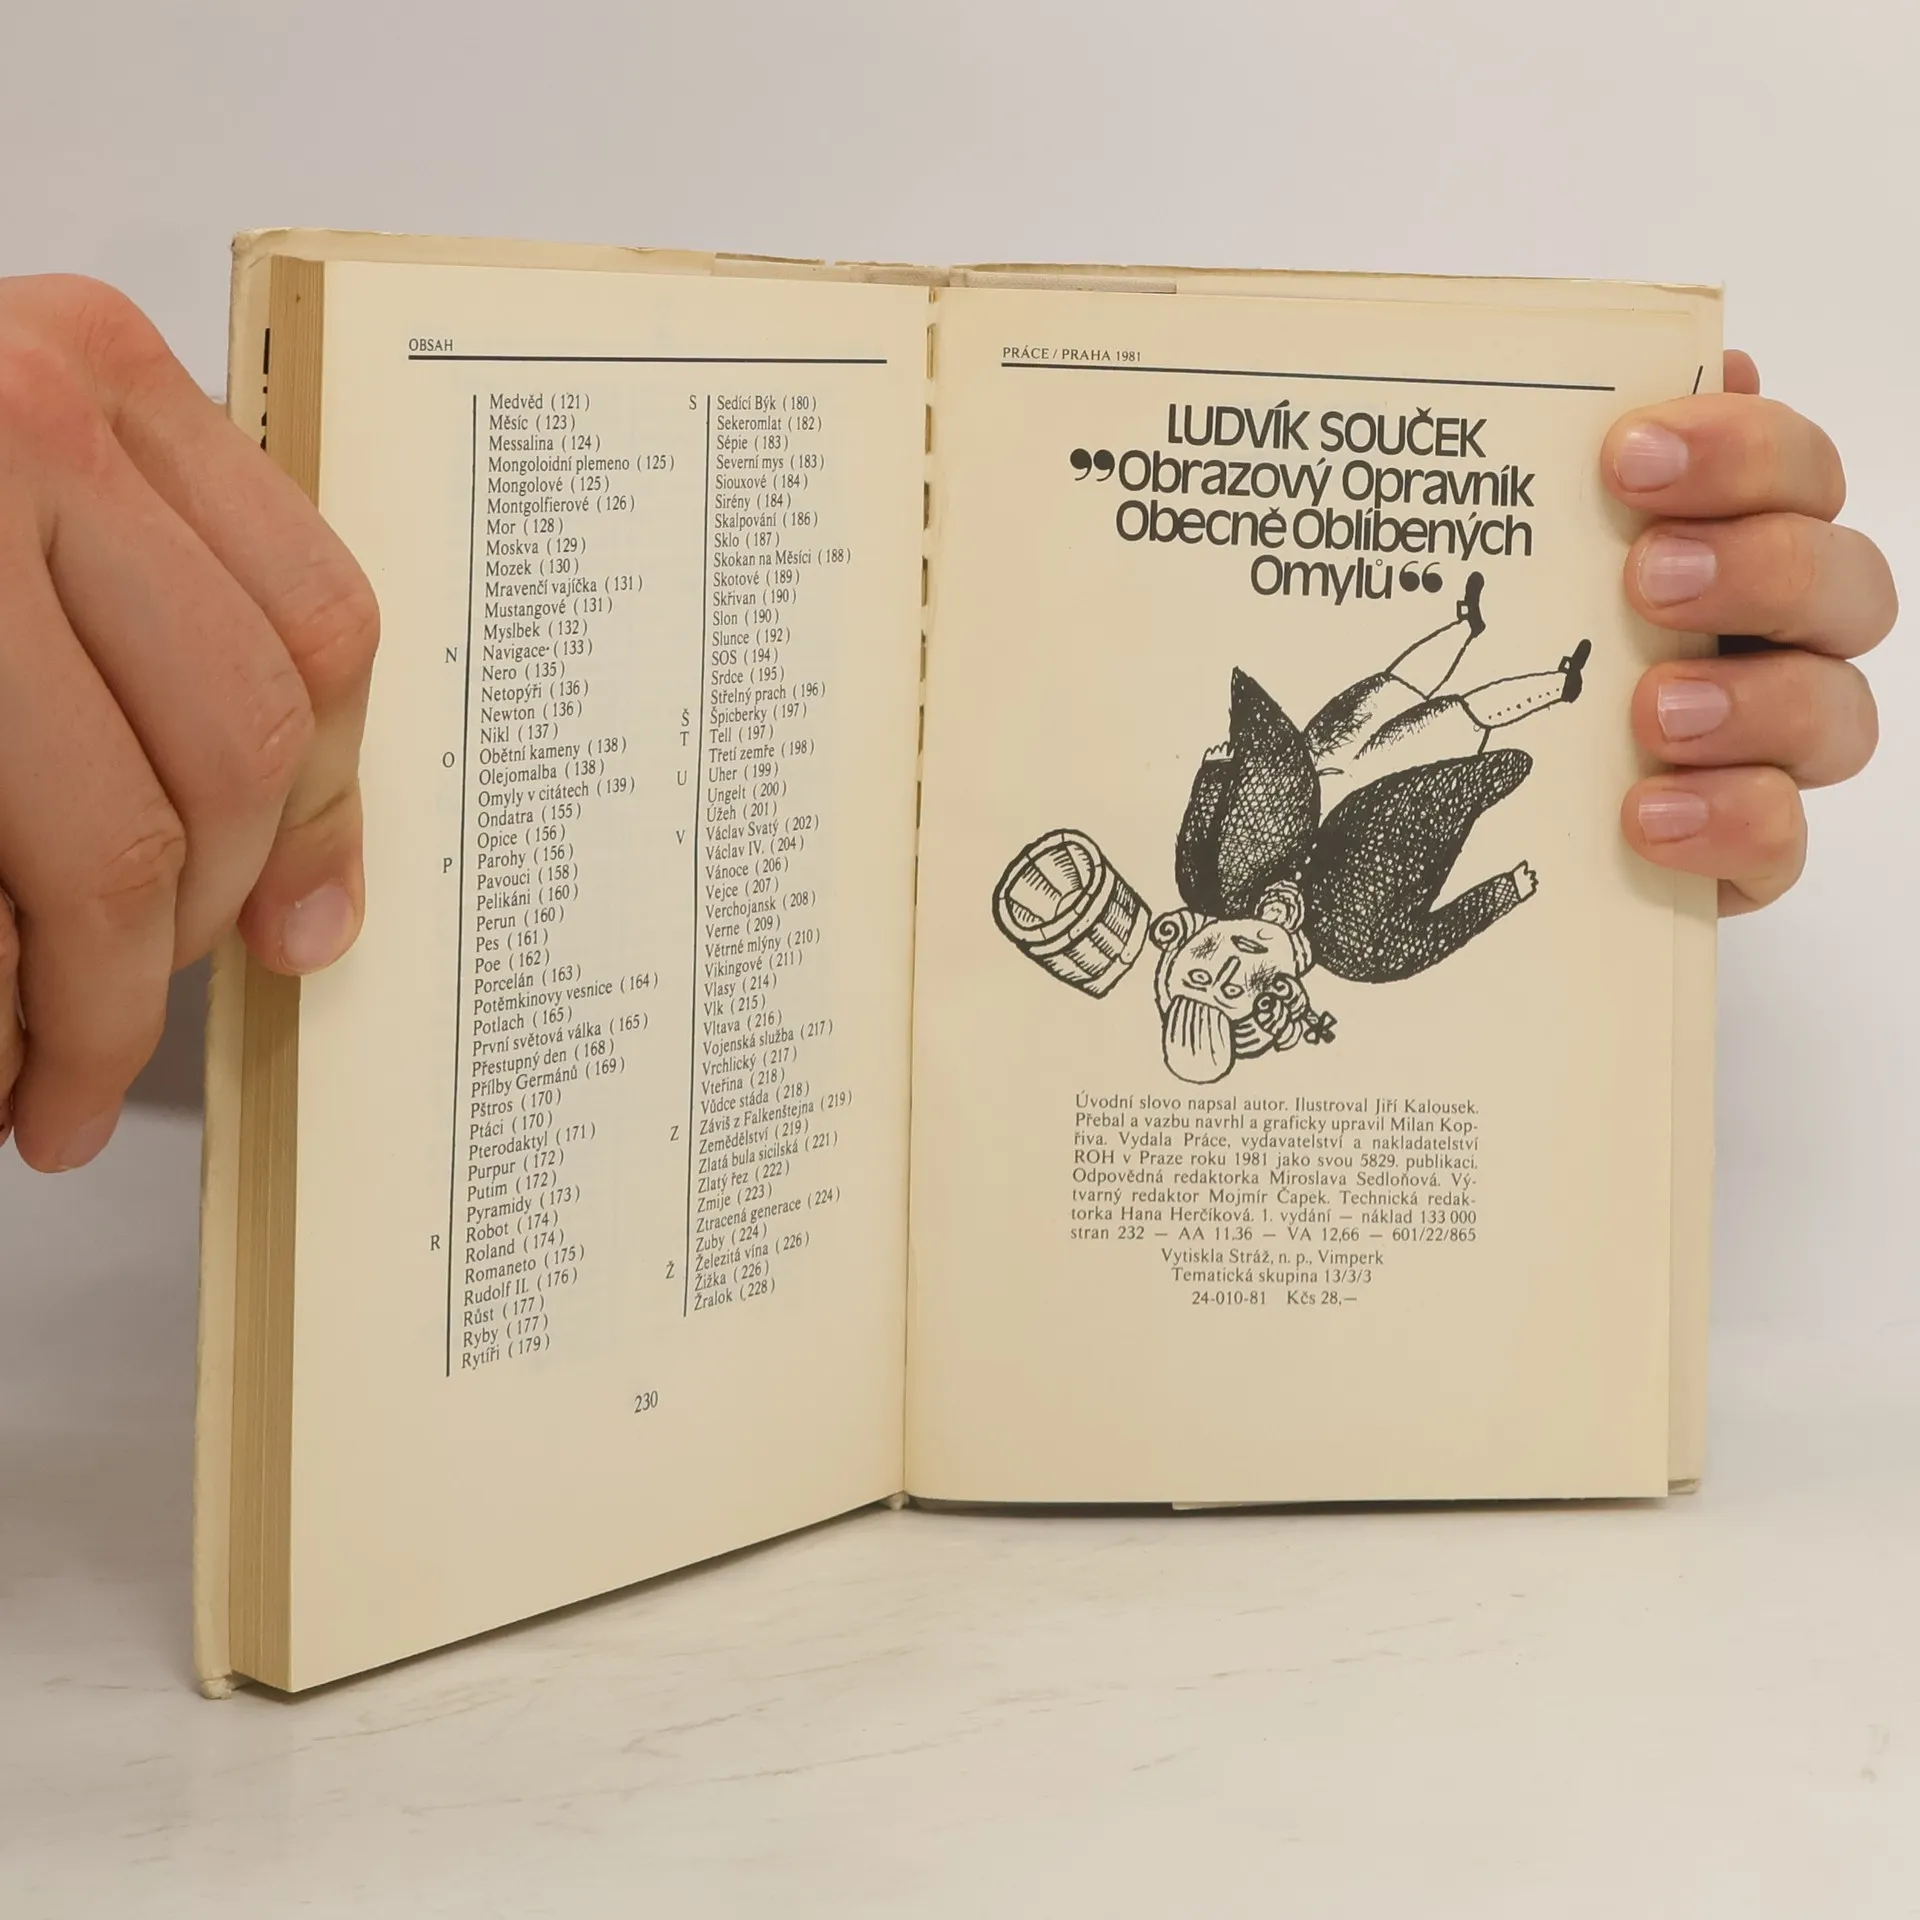 OBSAH
Medvěd (121)
Měsíc (123)
Messalina (124)
Mongoloidní plemeno (125)
Mongolové (125)
Montgolfierové (126)
Mor (128)
Moskva (129)
Mozek (130)
Mravenčí vajíčka (131)
Mustangové (131)
Myslbek (132)
N Navigace (133)
Nero (135)
Netopýři (136)
Newton (136)
Nikl (137)
O Obětní kameny (138)
Olejomalba (138)
Omyly v citátech (139)
Ondatra (155)
Opice (156)
P Parohy (156)
Pavouci (158)
Pelikáni (160)
Perun (160)
Pes (161)
Poe (162)
Porcelán (163)
Potěmkinovy vesnice (164)
Potlach (165)
První světová válka (165)
Přestupný den (168)
Přílby Germánů (169)
Pštros (170)
Ptáci (170)
Pterodaktyl (171)
Purpur (172)
Putim (172)
Pyramidy (173)
R Robot (174)
Roland (174)
Romaneto (175)
Rudolf II. (176)
Růst (177)
Ryby (177)
Rytíři (179)
S Sedící Býk (180)
Sekeromlat (182)
Sépie (183)
Severní mys (183)
Siouxové (184)
Sirény (184)
Skalpování (186)
Sklo (187)
Skokan na Měsíci (188)
Skotové (189)
Skřivan (190)
Slon (190)
Slunce (192)
SOS (194)
Srdce (195)
Střelný prach (196)
Š Špicberky (197)
T Tell (197)
Třetí zemře (198)
U Uher (199)
Ungelt (200)
Úžeh (201)
V Václav Svatý (202)
Václav IV. (204)
Vánoce (206)
Vejce (207)
Verchojansk (208)
Verne (209)
Větrné mlýny (210)
Vikingové (211)
Vlasy (214)
Vlk (215)
Vltava (216)
Vojenská služba (217)
Vrchlický (217)
Vteřina (218)
Vůdce stáda (218)
Z Záviš z Falkenštejna (219)
Zemědělství (219)
Zlatá bula sicilská (221)
Zlatý řez (222)
Zmije (223)
Ztracená generace (224)
Zuby (224)
Ž Železitá vína (226)
Žižka (226)
Žralok (228)
230
PRÁCE / PRAHA 1981
LUDVÍK SOUČEK
„Obrazový Opravník
Obecně Oblíbených
Omylů“
Úvodní slovo napsal autor. Ilustroval Jiří Kalousek.
Přebal a vazbu navrhl a graficky upravil Milan Kop-
řiva. Vydala Práce, vydavatelství a nakladatelství
ROH v Praze roku 1981 jako svou 5829. publikaci.
Odpovědná redaktorka Miroslava Sedloňová. Vý-
tvarný redaktor Mojmír Čapek. Technická redak-
torka Hana Herčíková. 1. vydání — náklad 133 000
stran 232 — AA 11,36 — VA 12,66 — 601/22/865
Vytiskla Stráž, n. p., Vimperk
Tematická skupina 13/3/3
24-010-81 Kčs 28,—